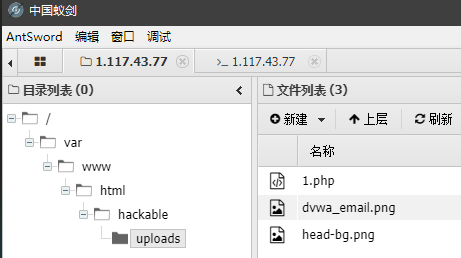 中国蚁剑
AntSword 编辑 窗口 调试
1.117.43.77 >_ 1.117.43.77
目录列表 (0)
文件列表 (3)
新建 上层 刷新
名称
/
var
www
html
hackable
uploads
1.php
dvwa_email.png
head-bg.png